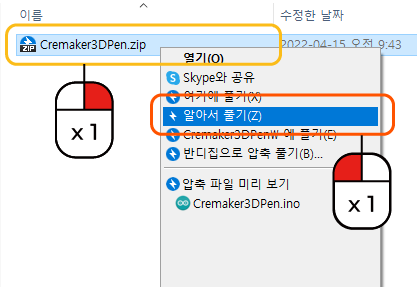 이름 수정한 날짜
ZIP Cremaker3DPen.zip 2022-04-15 오전 9:43
열기(O)
Skype와 공유
여기에 풀기(X)
알아서 풀기(Z)
Cremaker3DPen\ 에 풀기(E)
반디집으로 압축 풀기(B)...
압축 파일 미리 보기
Cremaker3DPen.ino
x 1
x 1